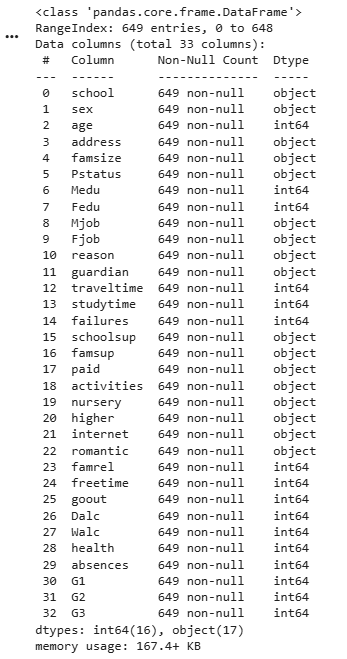 <class 'pandas.core.frame.DataFrame'>
RangeIndex: 649 entries, 0 to 648
Data columns (total 33 columns):
 #   Column      Non-Null Count  Dtype
---  ------      --------------  -----
 0   school      649 non-null    object
 1   sex         649 non-null    object
 2   age         649 non-null    int64
 3   address     649 non-null    object
 4   famsize     649 non-null    object
 5   Pstatus     649 non-null    object
 6   Medu        649 non-null    int64
 7   Fedu        649 non-null    int64
 8   Mjob        649 non-null    object
 9   Fjob        649 non-null    object
 10  reason      649 non-null    object
 11  guardian    649 non-null    object
 12  traveltime  649 non-null    int64
 13  studytime   649 non-null    int64
 14  failures    649 non-null    int64
 15  schoolsup   649 non-null    object
 16  famsup      649 non-null    object
 17  paid        649 non-null    object
 18  activities  649 non-null    object
 19  nursery     649 non-null    object
 20  higher      649 non-null    object
 21  internet    649 non-null    object
 22  romantic    649 non-null    object
 23  famrel      649 non-null    int64
 24  freetime    649 non-null    int64
 25  goout       649 non-null    int64
 26  Dalc        649 non-null    int64
 27  Walc        649 non-null    int64
 28  health      649 non-null    int64
 29  absences    649 non-null    int64
 30  G1          649 non-null    int64
 31  G2          649 non-null    int64
 32  G3          649 non-null    int64
dtypes: int64(16), object(17)
memory usage: 167.4+ KB